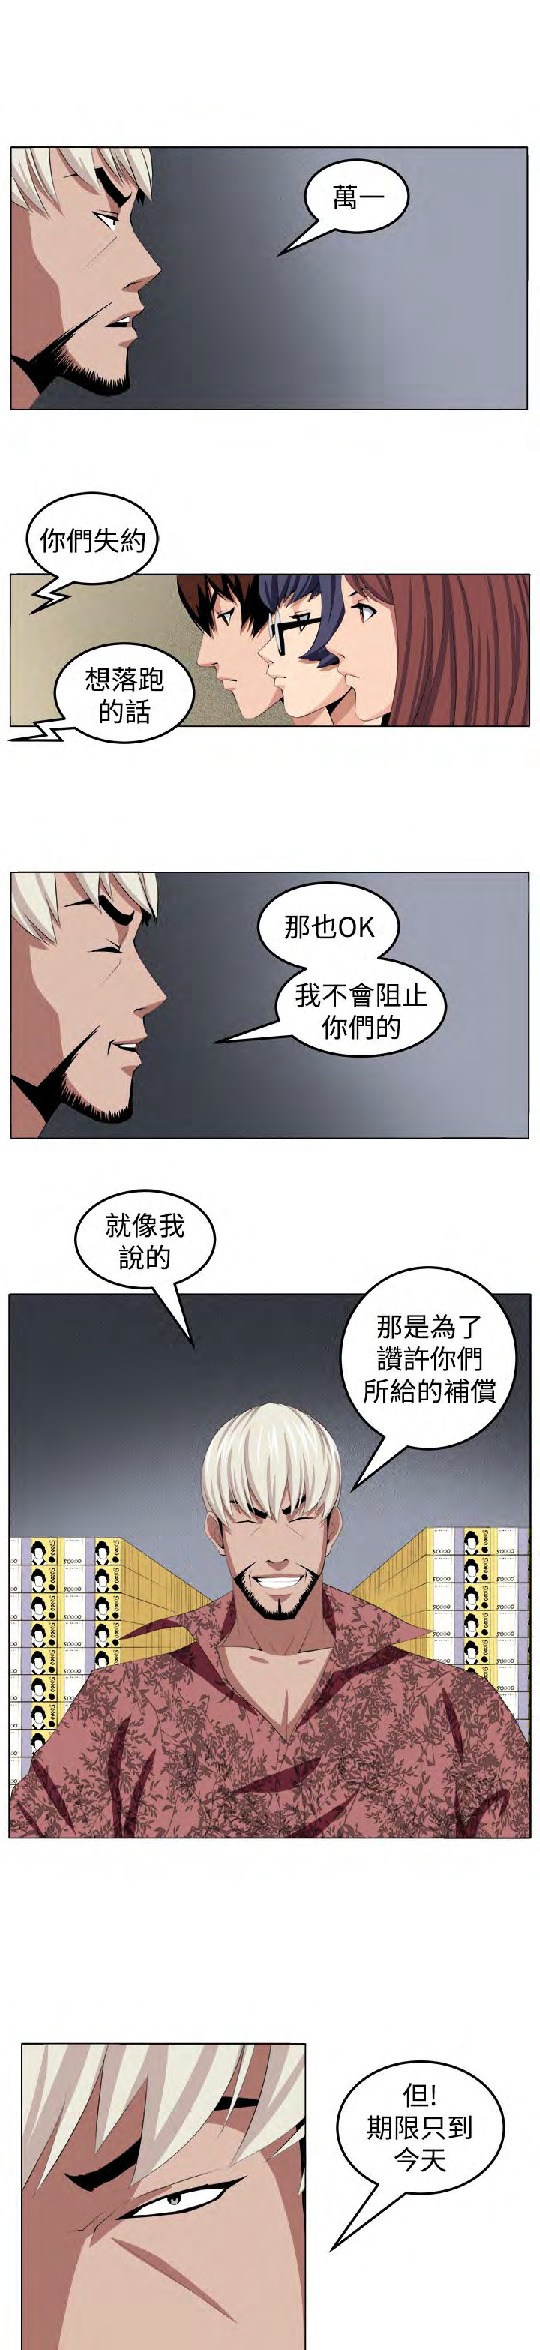 萬一
你們失約
想落跑
的話
那也OK
我不會阻止
你們的
就像我
說的
那是為了
讚許你們
所給的補償
但!
期限只到
今天